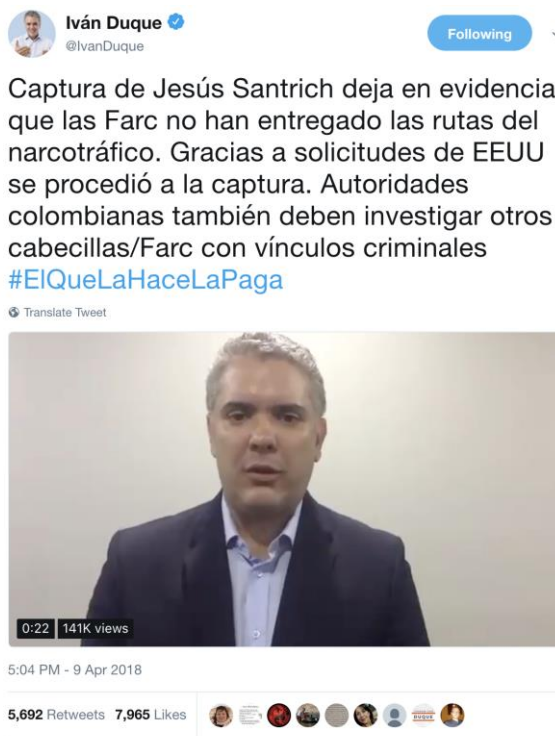 Iván Duque
@IvanDuque
Following
Captura de Jesús Santrich deja en evidencia
que las Farc no han entregado las rutas del
narcotráfico. Gracias a solicitudes de EEUU
se procedió a la captura. Autoridades
colombianas también deben investigar otros
cabecillas/Farc con vínculos criminales
#ElQueLaHaceLaPaga
Translate Tweet
0:22 141K views
5:04 PM - 9 Apr 2018
5,692 Retweets 7,965 Likes
DUQUE